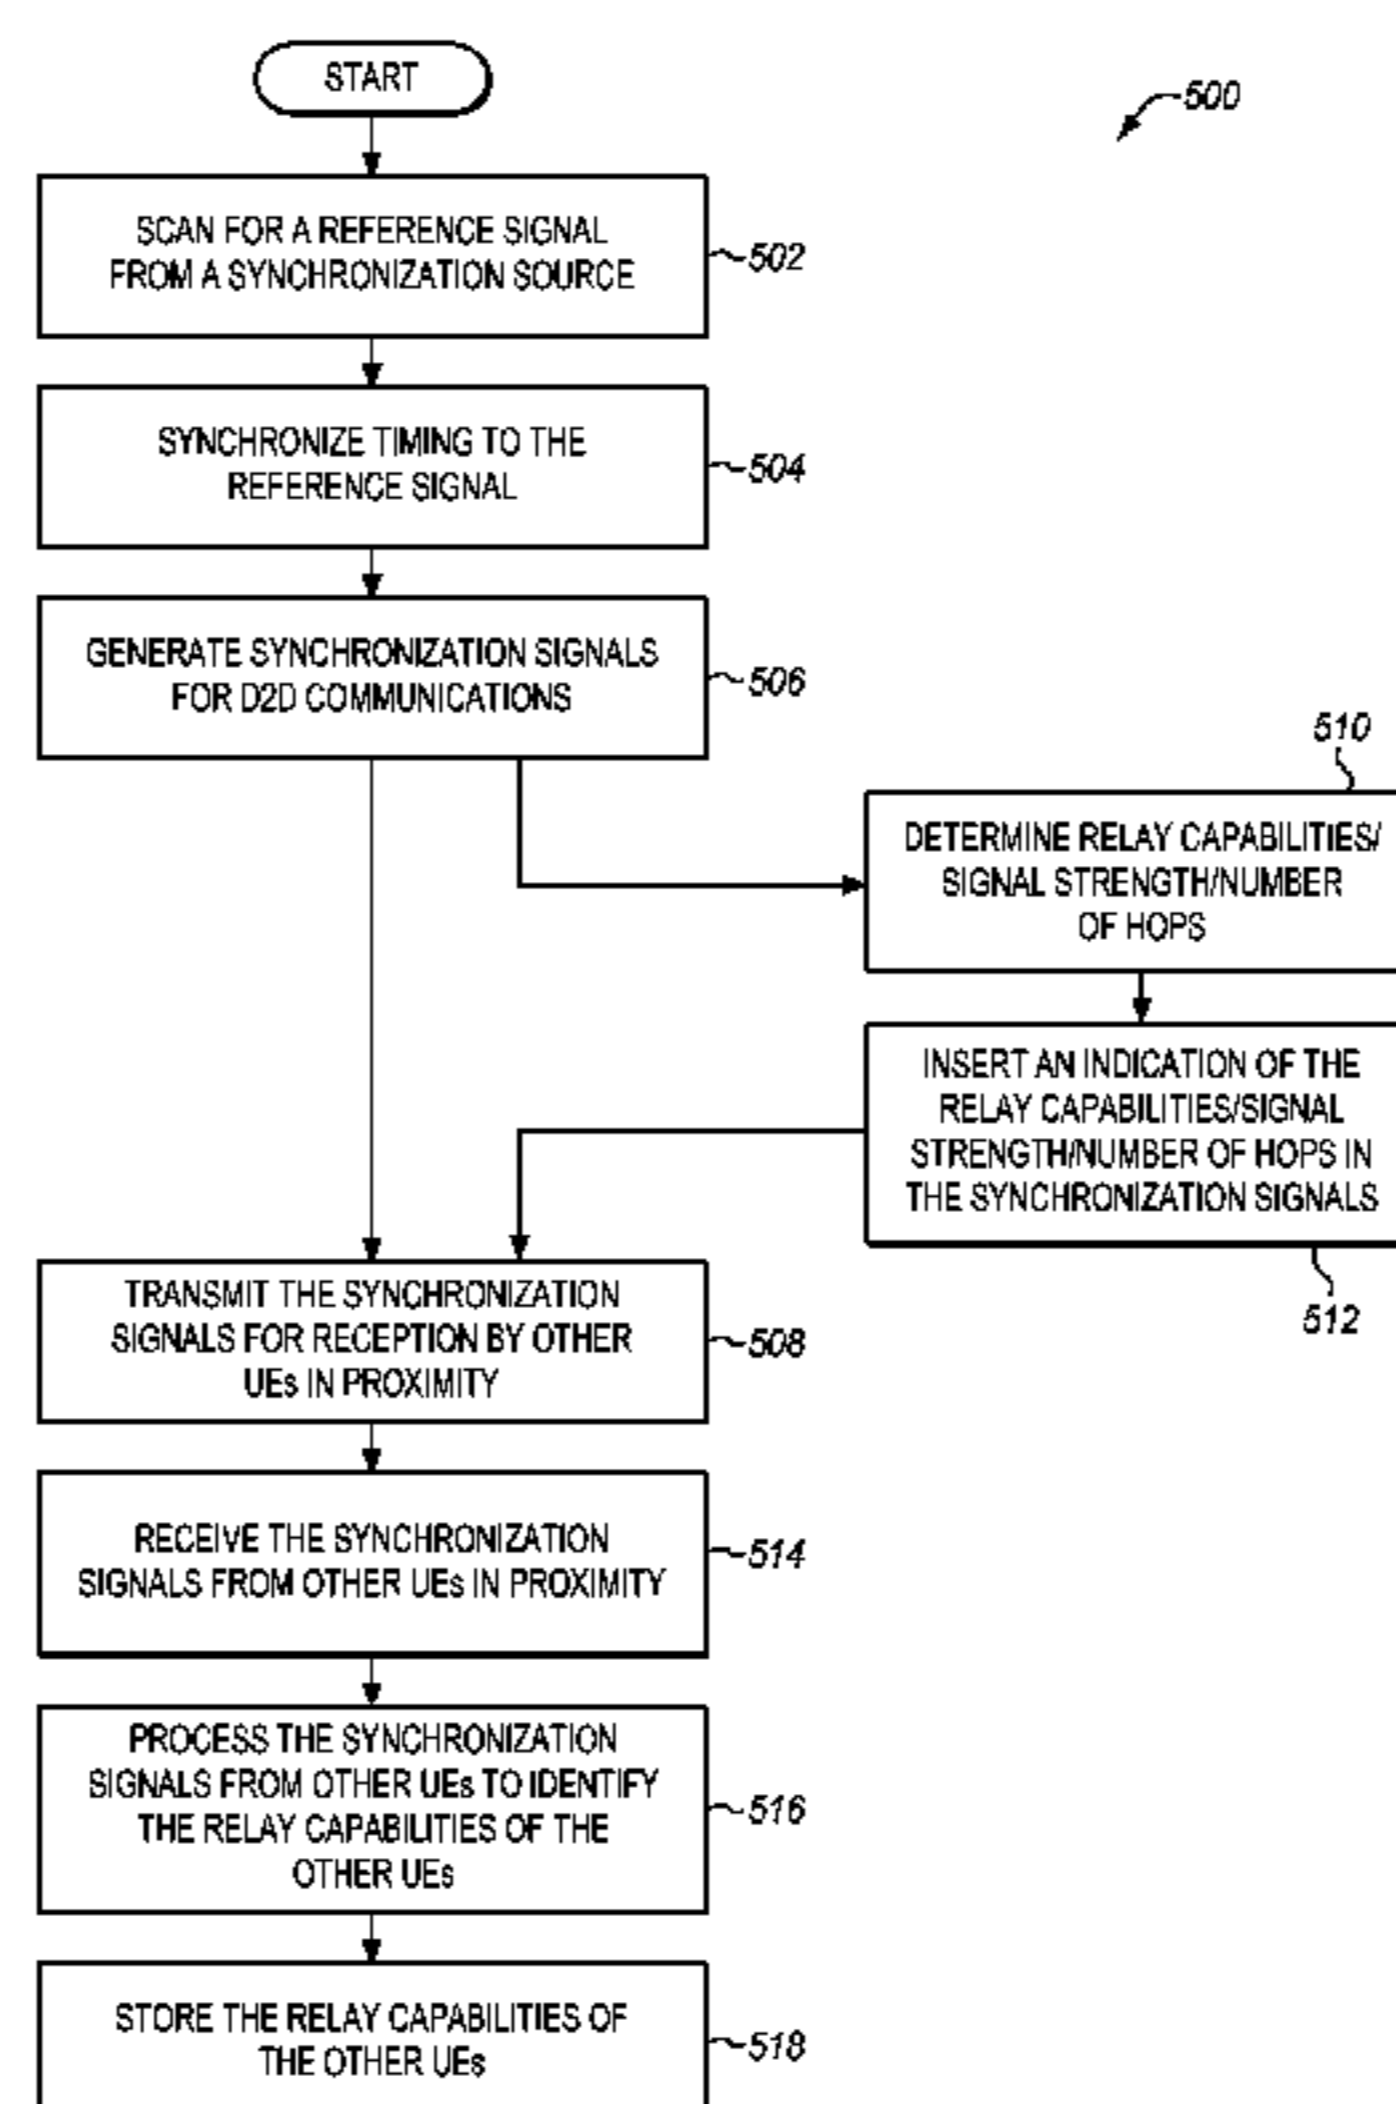 START
500
SCAN FOR A REFERENCE SIGNAL
FROM A SYNCHRONIZATION SOURCE
502
SYNCHRONIZE TIMING TO THE
REFERENCE SIGNAL
504
GENERATE SYNCHRONIZATION SIGNALS
FOR D2D COMMUNICATIONS
506
510
DETERMINE RELAY CAPABILITIES/
SIGNAL STRENGTH/NUMBER
OF HOPS
INSERT AN INDICATION OF THE
RELAY CAPABILITIES/SIGNAL
STRENGTH/NUMBER OF HOPS IN
THE SYNCHRONIZATION SIGNALS
512
TRANSMIT THE SYNCHRONIZATION
SIGNALS FOR RECEPTION BY OTHER
UEs IN PROXIMITY
508
RECEIVE THE SYNCHRONIZATION
SIGNALS FROM OTHER UEs IN PROXIMITY
514
PROCESS THE SYNCHRONIZATION
SIGNALS FROM OTHER UEs TO IDENTIFY
THE RELAY CAPABILITIES OF THE
OTHER UEs
516
STORE THE RELAY CAPABILITIES OF
THE OTHER UEs
518